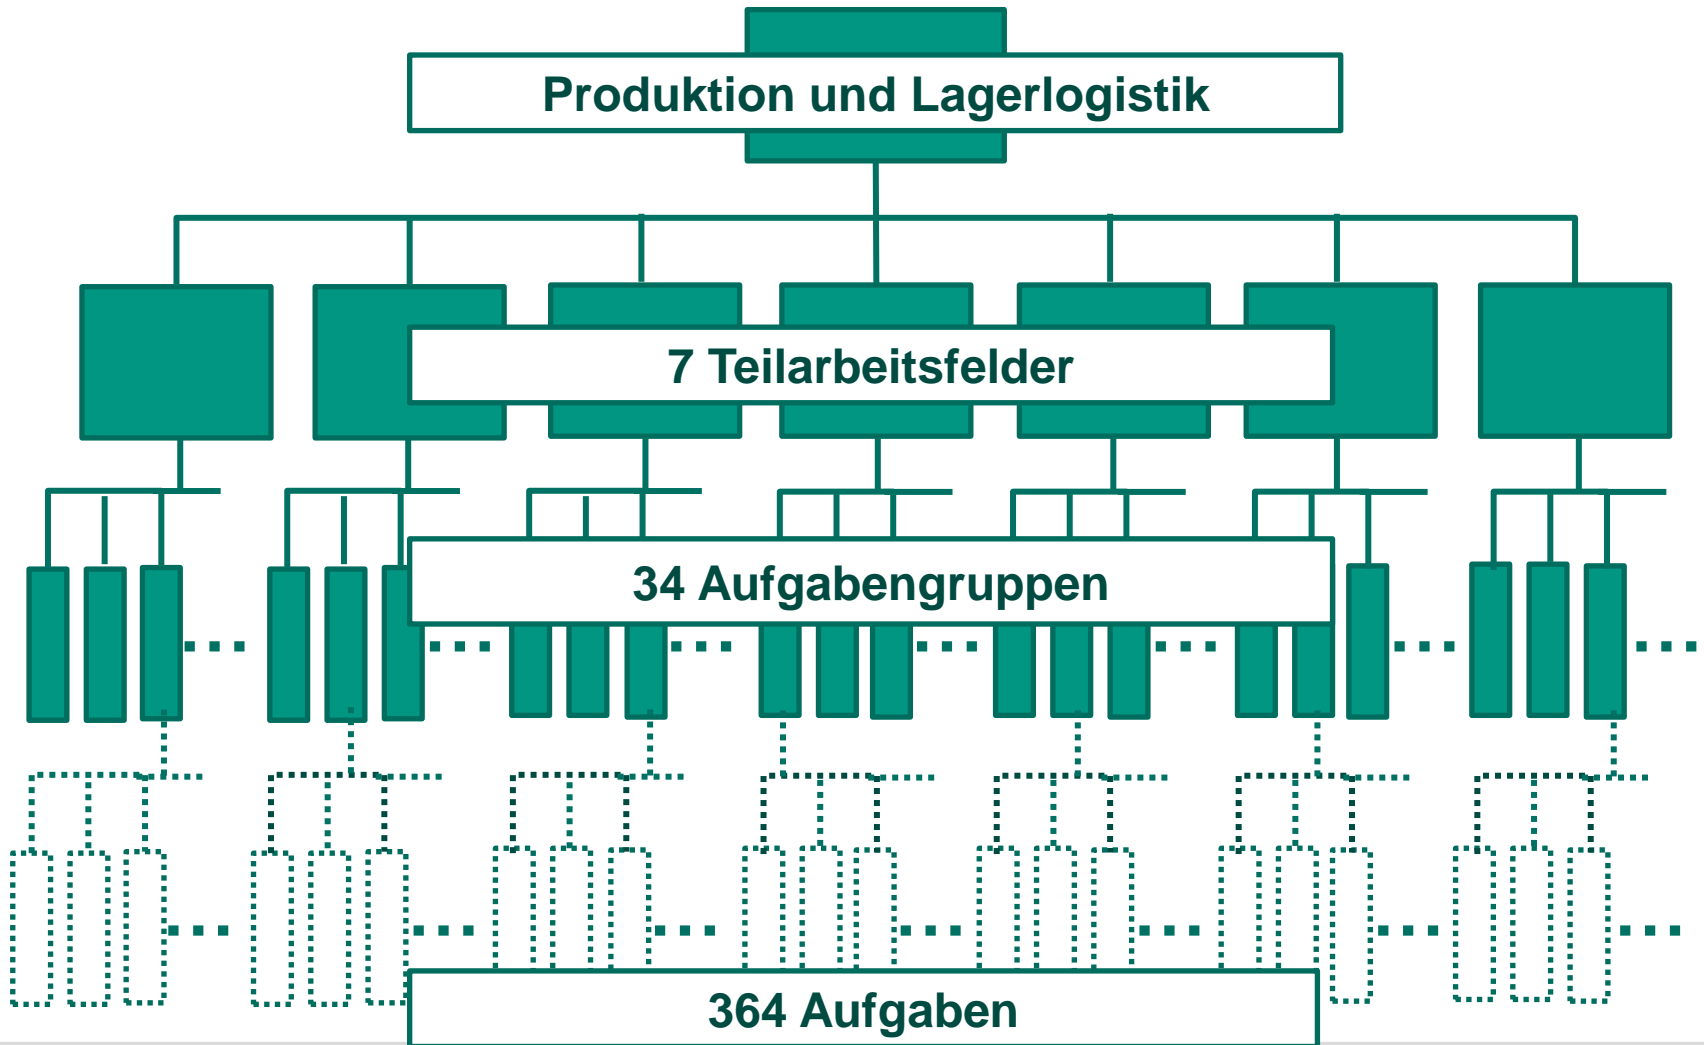 Produktion und Lagerlogistik
7 Teilarbeitsfelder
34 Aufgabengruppen
364 Aufgaben